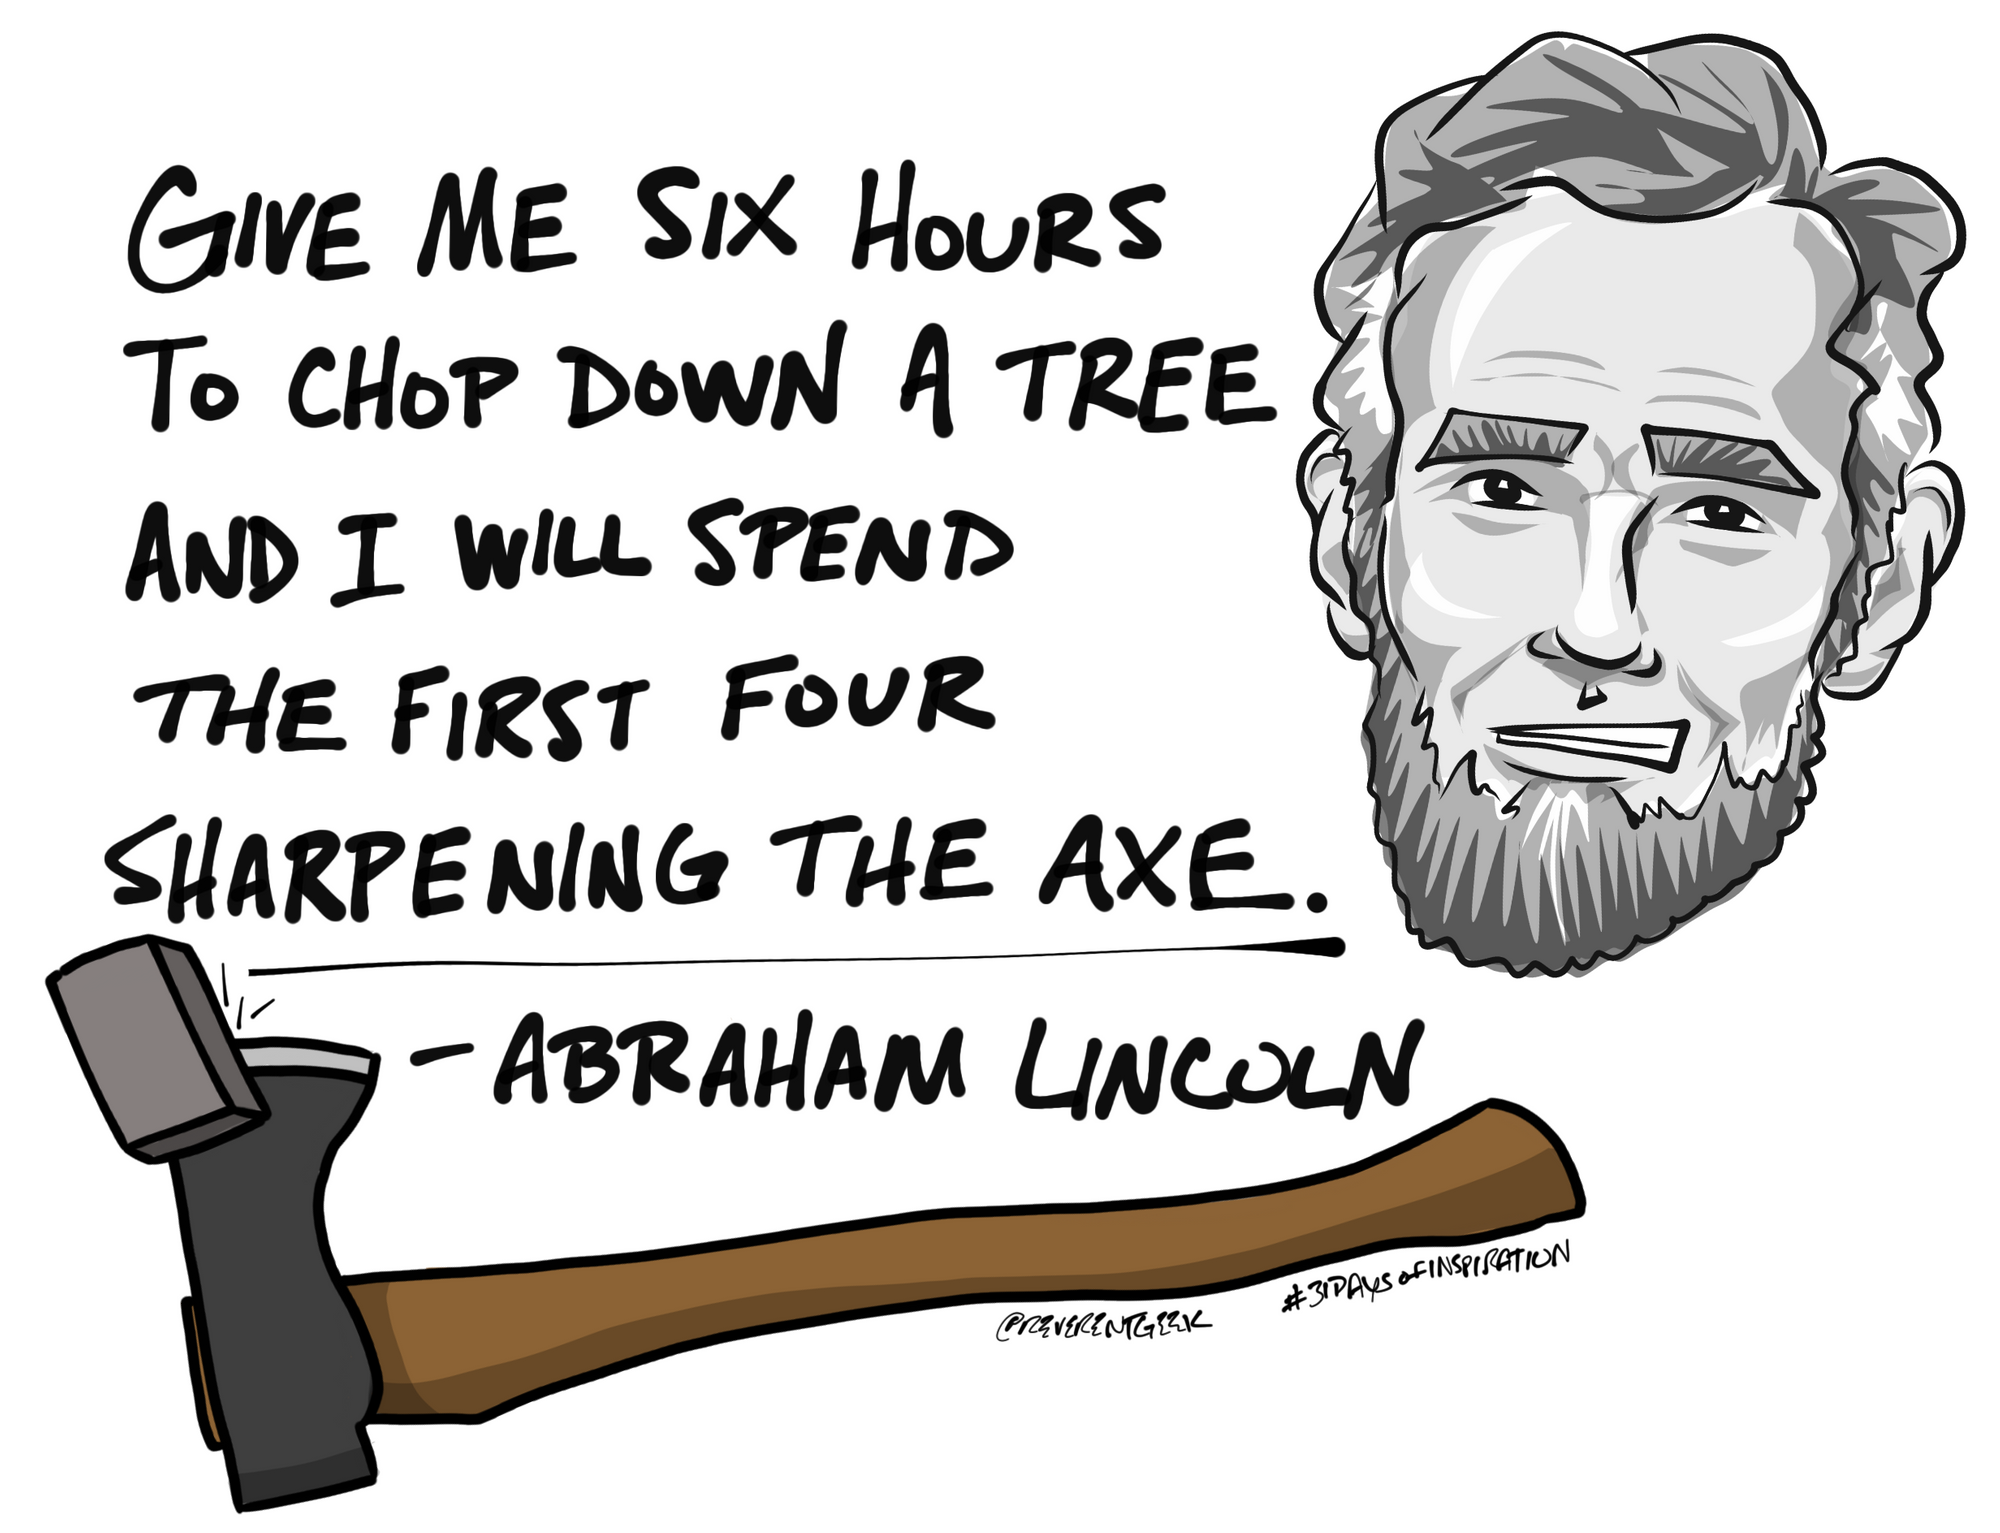 GIVE ME SIX HOURS
TO CHOP DOWN A TREE
AND I WILL SPEND
THE FIRST FOUR
SHARPENING THE AXE.
- ABRAHAM LINCOLN
#31DAYSOFINSPIRATION
@REVERENTGEEK